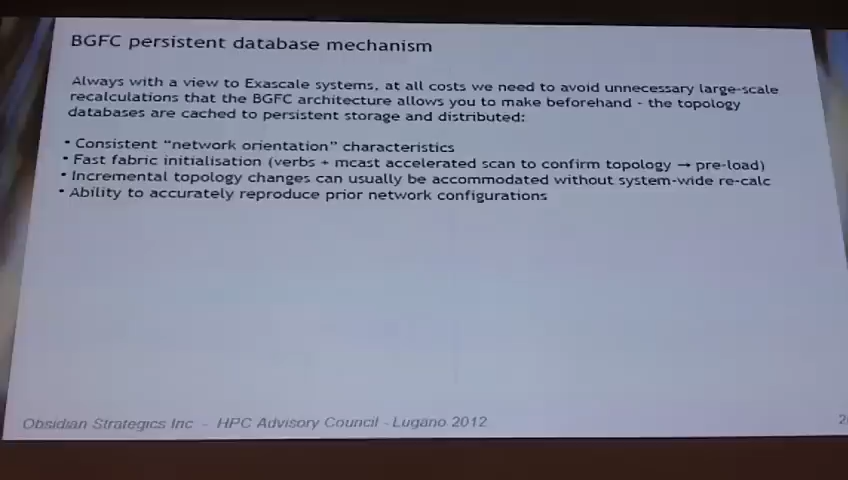 BGFC persistent database mechanism
Always with a view to Exascale systems, at all costs we need to avoid unnecessary large-scale
recalculations that the BGFC architecture allows you to make beforehand - the topology
databases are cached to persistent storage and distributed:
• Consistent “network orientation” characteristics
• Fast fabric initialisation (verbs + mcast accelerated scan to confirm topology → pre-load)
• Incremental topology changes can usually be accommodated without system-wide re-calc
• Ability to accurately reproduce prior network configurations
Obsidian Strategics Inc - HPC Advisory Council - Lugano 2012